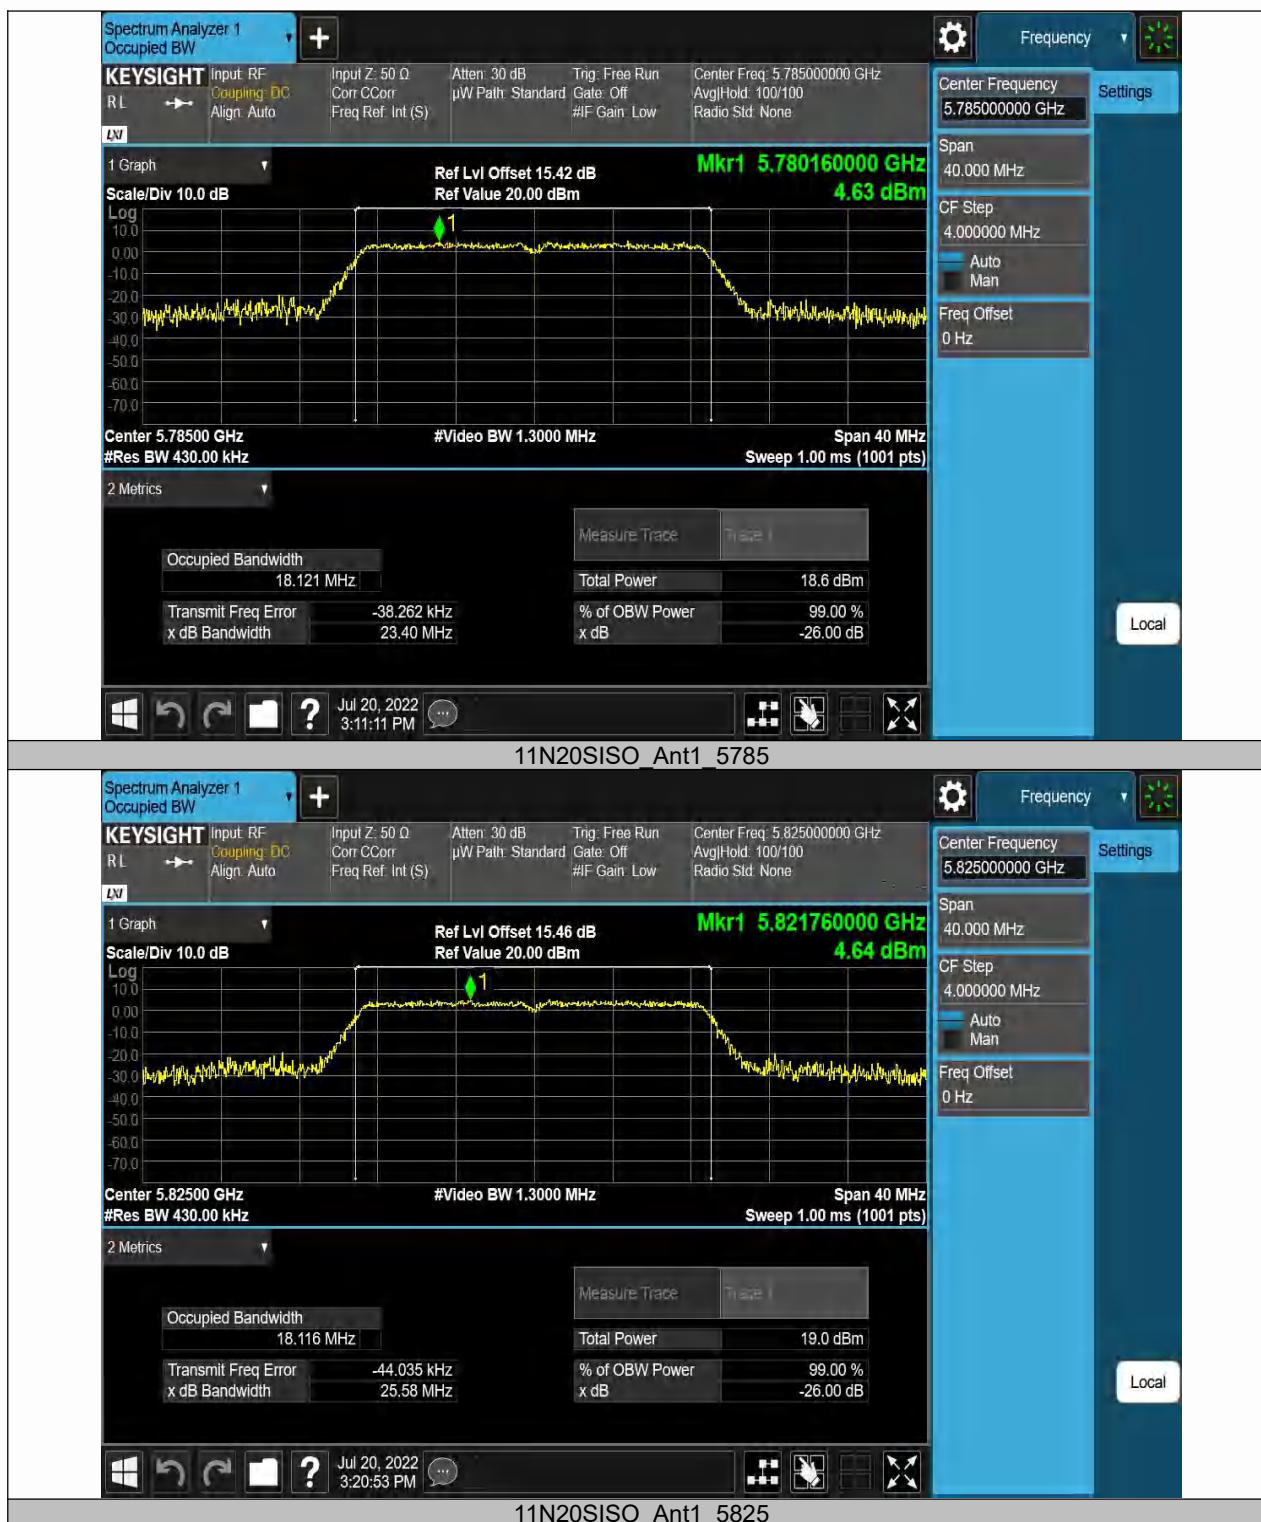 Spectrum Analyzer 1
Occupied BW
Frequency
KEYSIGHT
R L
LXI
Input: RF
Coupling: DC
Align: Auto
Input Z: 50 Ω
Corr CCorr
Freq Ref: Int (S)
Atten: 30 dB
µW Path: Standard
Trig: Free Run
Gate: Off
#IF Gain: Low
Center Freq: 5.785000000 GHz
Avg|Hold: 100/100
Radio Std: None
Center Frequency
5.785000000 GHz
Settings
Span
40.000 MHz
CF Step
4.000000 MHz
Auto
Man
Freq Offset
0 Hz
Local
1 Graph
Scale/Div 10.0 dB
Ref Lvl Offset 15.42 dB
Ref Value 20.00 dBm
Mkr1 5.780160000 GHz
4.63 dBm
Log
10.0
0.00
-10.0
-20.0
-30.0
-40.0
-50.0
-60.0
-70.0
1
Center 5.78500 GHz
#Video BW 1.3000 MHz
Span 40 MHz
#Res BW 430.00 kHz
Sweep 1.00 ms (1001 pts)
2 Metrics
Measure Trace
Trace 1
Occupied Bandwidth
18.121 MHz
Total Power 18.6 dBm
Transmit Freq Error -38.262 kHz
% of OBW Power 99.00 %
x dB Bandwidth 23.40 MHz
x dB -26.00 dB
Jul 20, 2022
3:11:11 PM
11N20SISO_Ant1_5785
Spectrum Analyzer 1
Occupied BW
Frequency
KEYSIGHT
R L
LXI
Input: RF
Coupling: DC
Align: Auto
Input Z: 50 Ω
Corr CCorr
Freq Ref: Int (S)
Atten: 30 dB
µW Path: Standard
Trig: Free Run
Gate: Off
#IF Gain: Low
Center Freq: 5.825000000 GHz
Avg|Hold: 100/100
Radio Std: None
Center Frequency
5.825000000 GHz
Settings
Span
40.000 MHz
CF Step
4.000000 MHz
Auto
Man
Freq Offset
0 Hz
Local
1 Graph
Scale/Div 10.0 dB
Ref Lvl Offset 15.46 dB
Ref Value 20.00 dBm
Mkr1 5.821760000 GHz
4.64 dBm
Log
10.0
0.00
-10.0
-20.0
-30.0
-40.0
-50.0
-60.0
-70.0
1
Center 5.82500 GHz
#Video BW 1.3000 MHz
Span 40 MHz
#Res BW 430.00 kHz
Sweep 1.00 ms (1001 pts)
2 Metrics
Measure Trace
Trace 1
Occupied Bandwidth
18.116 MHz
Total Power 19.0 dBm
Transmit Freq Error -44.035 kHz
% of OBW Power 99.00 %
x dB Bandwidth 25.58 MHz
x dB -26.00 dB
Jul 20, 2022
3:20:53 PM
11N20SISO_Ant1_5825